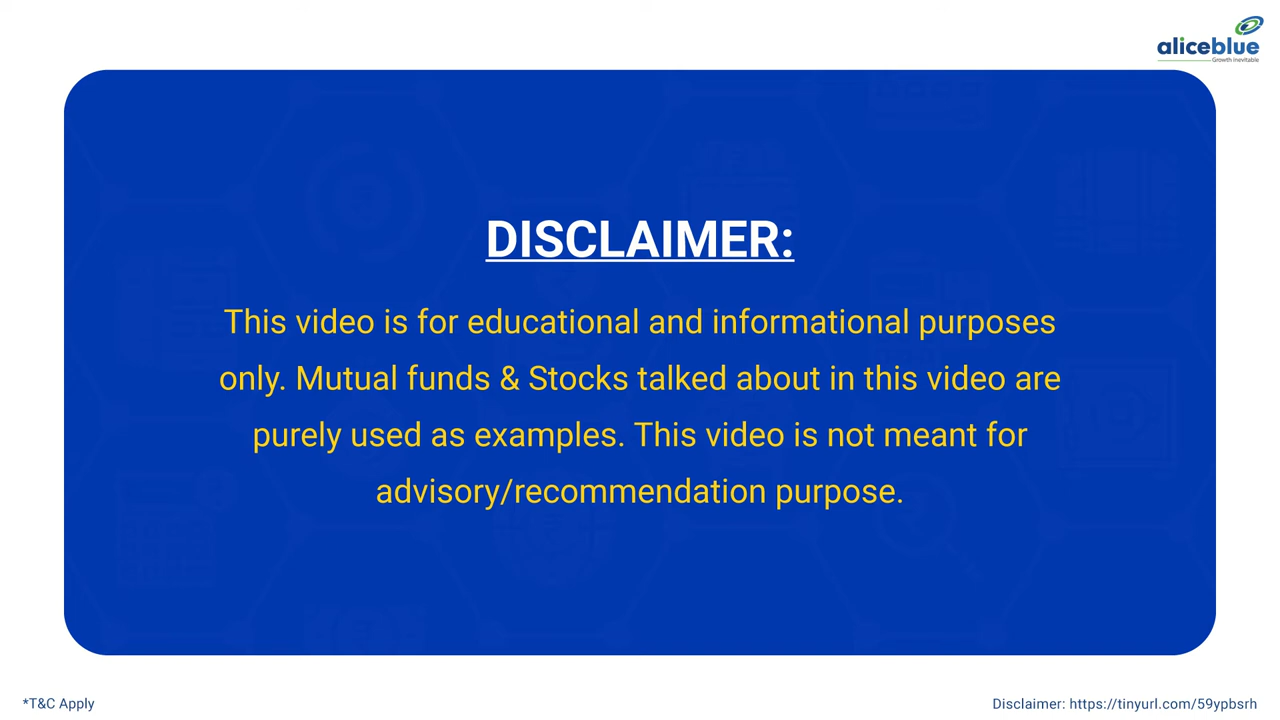 aliceblue
Growth Inevitable
DISCLAIMER:
This video is for educational and informational purposes
only. Mutual funds & Stocks talked about in this video are
purely used as examples. This video is not meant for
advisory/recommendation purpose.
*T&C Apply
Disclaimer: https://tinyurl.com/59ypbsrh